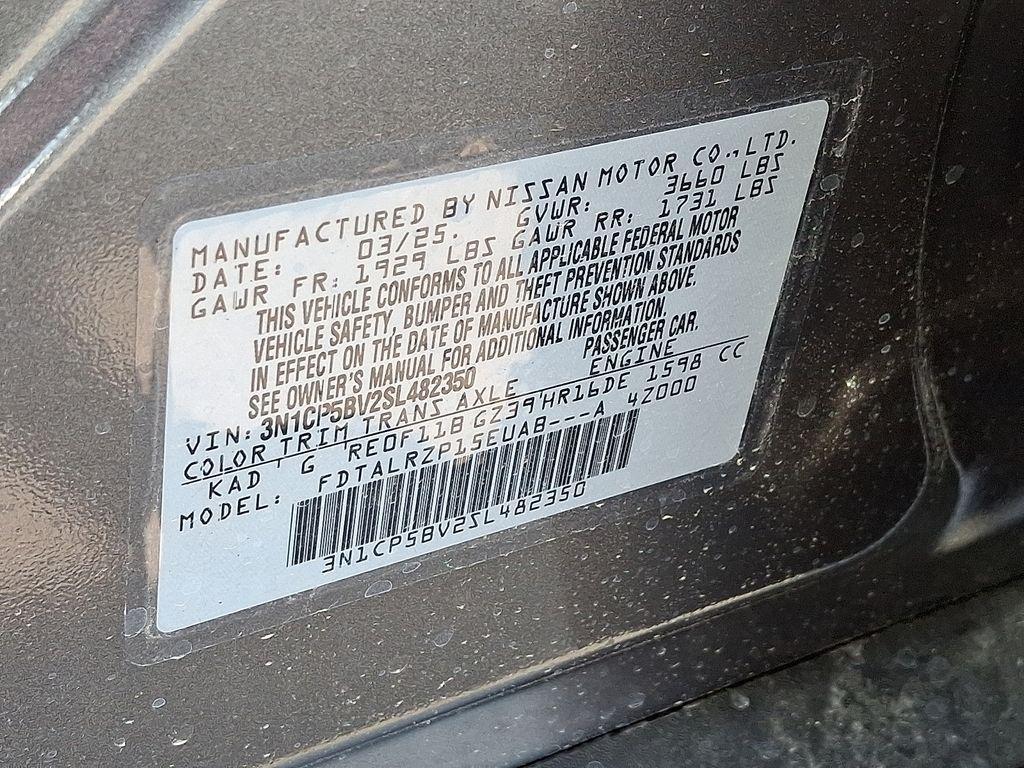 MANUFACTURED BY NISSAN MOTOR CO., LTD.
DATE: 03/25. GVWR: 3660 LBS
GAWR FR: 1929 LBS GAWR RR: 1731 LBS
THIS VEHICLE CONFORMS TO ALL APPLICABLE FEDERAL MOTOR
VEHICLE SAFETY, BUMPER AND THEFT PREVENTION STANDARDS
IN EFFECT ON THE DATE OF MANUFACTURE SHOWN ABOVE.
SEE OWNER'S MANUAL FOR ADDITIONAL INFORMATION.
VIN: 3N1CP5BV2SL482350 PASSENGER CAR.
COLOR TRIM TRANS AXLE ENGINE
KAD G RE0F11B GZ39 HR16DE 1598 CC
MODEL: FDTALRZP15EUAB---A 4Z000
3N1CP5BV2SL482350